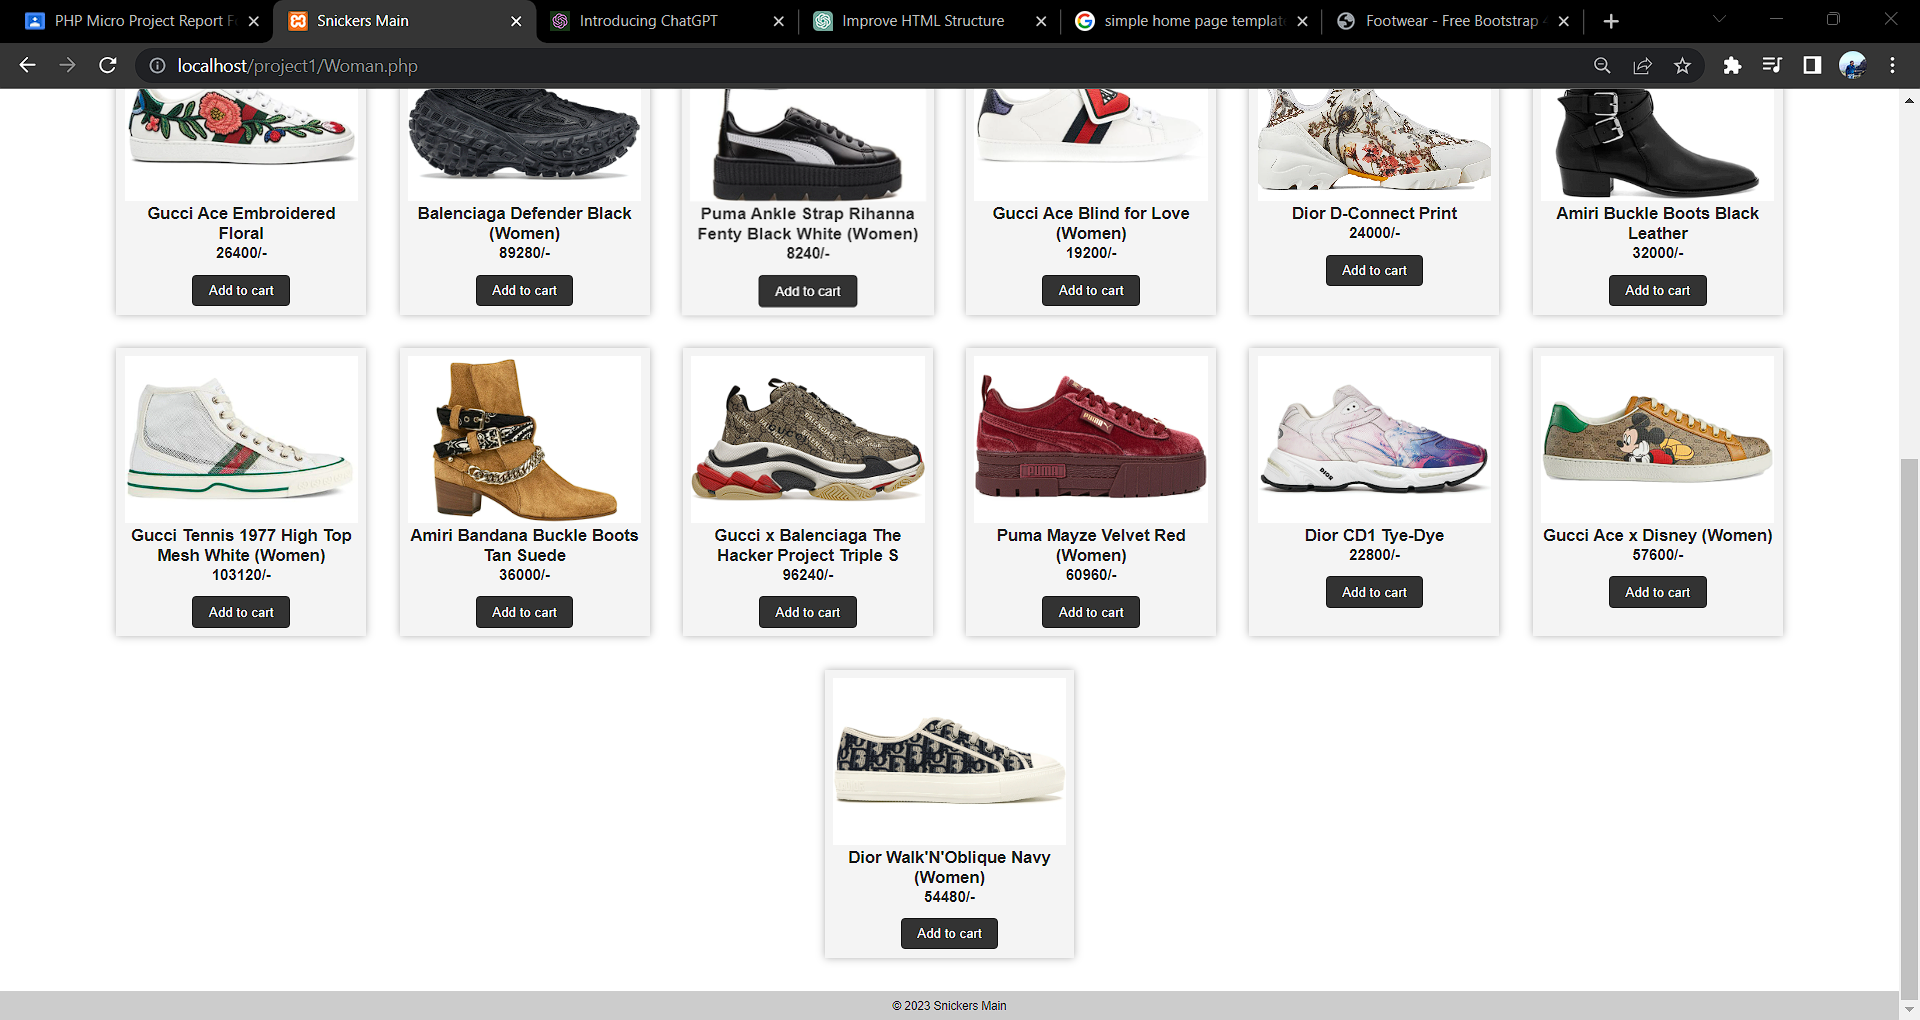 PHP Micro Project Report F
Snickers Main
Introducing ChatGPT
Improve HTML Structure
simple home page templat
Footwear - Free Bootstrap 4
localhost/project1/Woman.php
Gucci Ace Embroidered
Floral
26400/-
Add to cart
Balenciaga Defender Black
(Women)
89280/-
Add to cart
Puma Ankle Strap Rihanna
Fenty Black White (Women)
8240/-
Add to cart
Gucci Ace Blind for Love
(Women)
19200/-
Add to cart
Dior D-Connect Print
24000/-
Add to cart
Amiri Buckle Boots Black
Leather
32000/-
Add to cart
Gucci Tennis 1977 High Top
Mesh White (Women)
103120/-
Add to cart
Amiri Bandana Buckle Boots
Tan Suede
36000/-
Add to cart
Gucci x Balenciaga The
Hacker Project Triple S
96240/-
Add to cart
PUMA
PUMA
Puma Mayze Velvet Red
(Women)
60960/-
Add to cart
DIOR
Dior CD1 Tye-Dye
22800/-
Add to cart
Gucci Ace x Disney (Women)
57600/-
Add to cart
Dior Walk'N'Oblique Navy
(Women)
54480/-
Add to cart
© 2023 Snickers Main